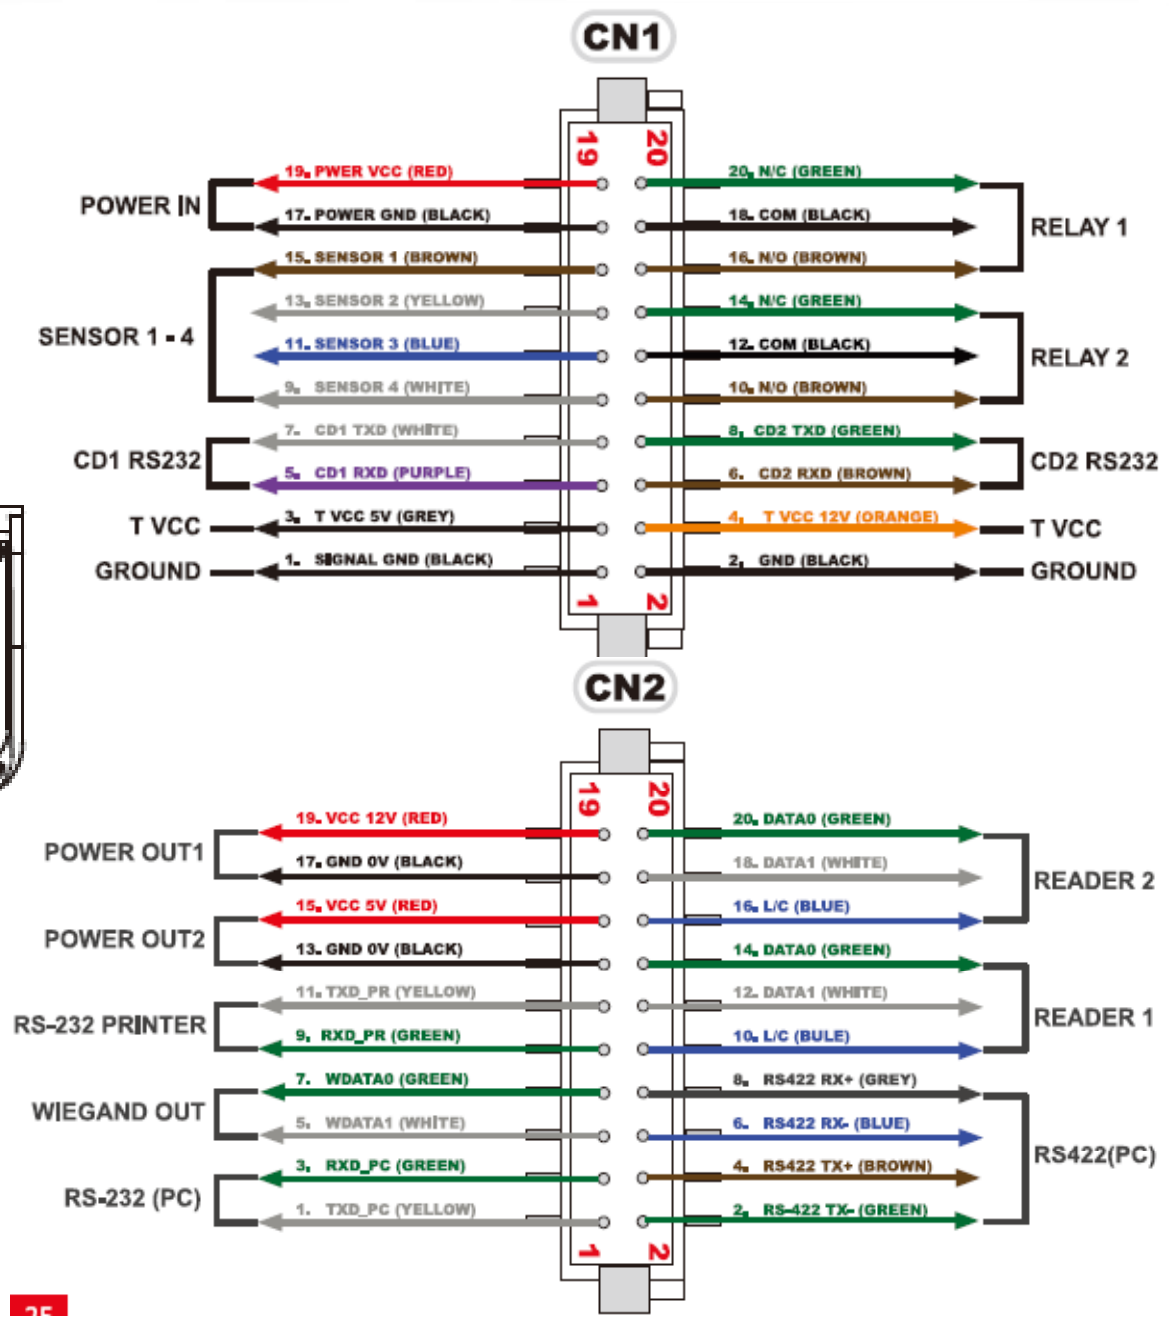 CN1
19 20
19. PWER VCC (RED) 20. N/C (GREEN)
POWER IN
17. POWER GND (BLACK) 18. COM (BLACK)
RELAY 1
15. SENSOR 1 (BROWN) 16. N/O (BROWN)
13. SENSOR 2 (YELLOW) 14. N/C (GREEN)
SENSOR 1 - 4
11. SENSOR 3 (BLUE) 12. COM (BLACK)
RELAY 2
9. SENSOR 4 (WHITE) 10. N/O (BROWN)
7. CD1 TXD (WHITE) 8. CD2 TXD (GREEN)
CD1 RS232 CD2 RS232
5. CD1 RXD (PURPLE) 6. CD2 RXD (BROWN)
3. T VCC 5V (GREY) 4. T VCC 12V (ORANGE)
T VCC T VCC
1. SIGNAL GND (BLACK) 2. GND (BLACK)
GROUND GROUND
1 2
CN2
19 20
19. VCC 12V (RED) 20. DATA0 (GREEN)
POWER OUT1
17. GND 0V (BLACK) 18. DATA1 (WHITE)
READER 2
15. VCC 5V (RED) 16. L/C (BLUE)
POWER OUT2
13. GND 0V (BLACK) 14. DATA0 (GREEN)
11. TXD_PR (YELLOW) 12. DATA1 (WHITE)
RS-232 PRINTER READER 1
9. RXD_PR (GREEN) 10. L/C (BULE)
7. WDATA0 (GREEN) 8. RS422 RX+ (GREY)
WIEGAND OUT
5. WDATA1 (WHITE) 6. RS422 RX- (BLUE)
RS422(PC)
3. RXD_PC (GREEN) 4. RS422 TX+ (BROWN)
RS-232 (PC)
1. TXD_PC (YELLOW) 2. RS-422 TX- (GREEN)
1 2
25